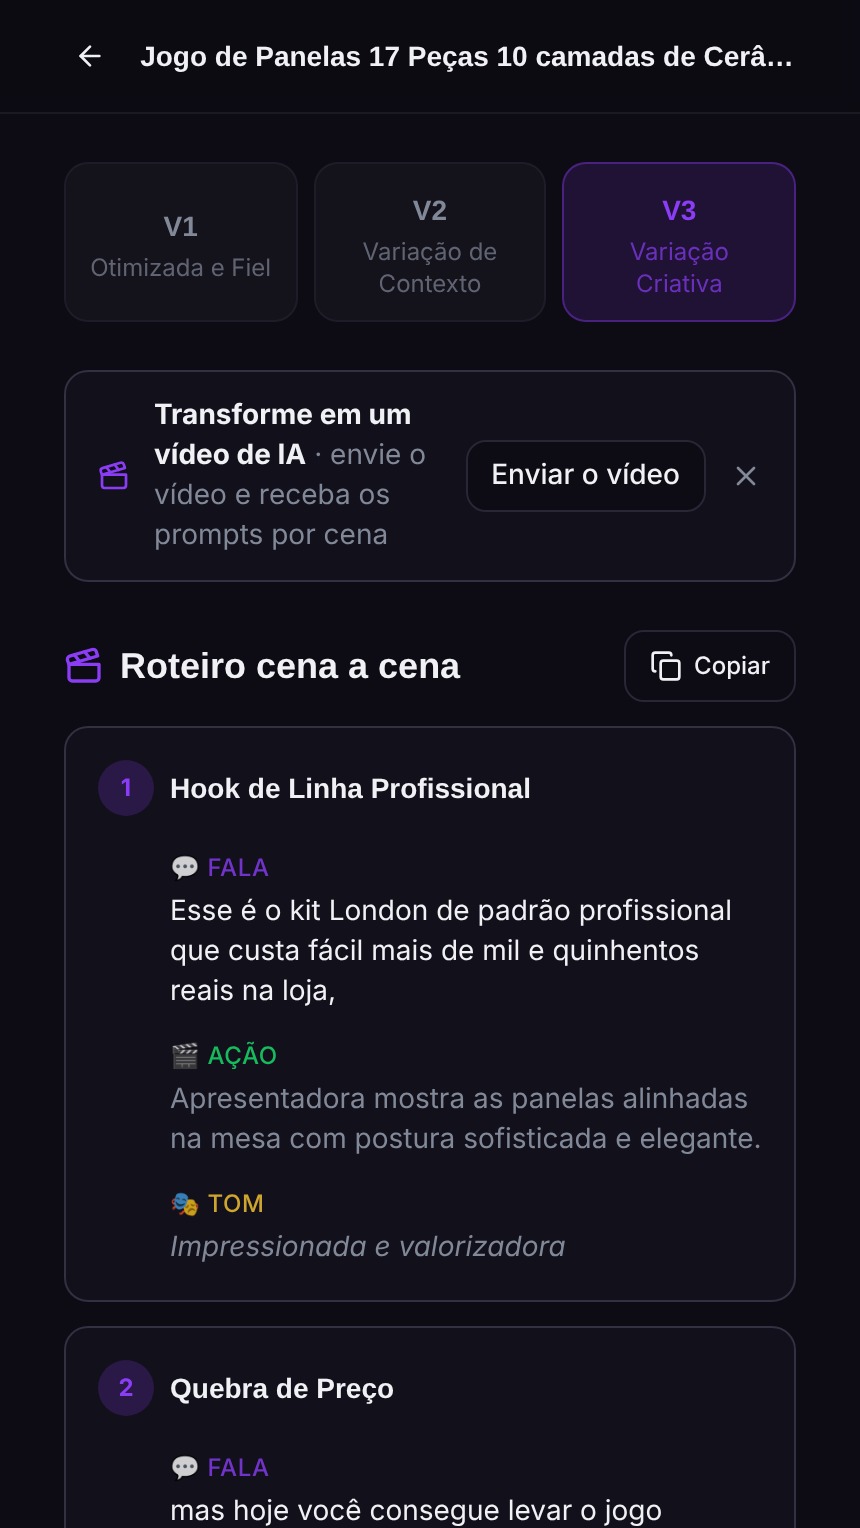 Jogo de Panelas 17 Peças 10 camadas de Cerâ...
V1
Otimizada e Fiel
V2
Variação de
Contexto
V3
Variação
Criativa
Transforme em um
vídeo de IA · envie o
vídeo e receba os
prompts por cena
Enviar o vídeo
Roteiro cena a cena
Copiar
1
Hook de Linha Profissional
💬 FALA
Esse é o kit London de padrão profissional
que custa fácil mais de mil e quinhentos
reais na loja,
🎬 AÇÃO
Apresentadora mostra as panelas alinhadas
na mesa com postura sofisticada e elegante.
🎭 TOM
Impressionada e valorizadora
2
Quebra de Preço
💬 FALA
mas hoje você consegue levar o jogo